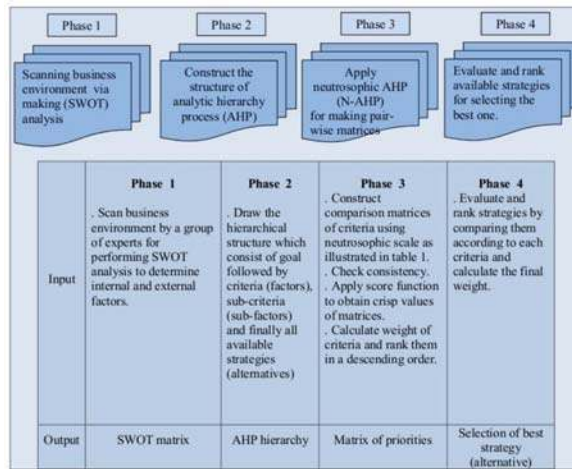 Phase 1
Phase 2
Phase 3
Phase 4
Scanning business
environment via
making (SWOT)
analysis
Construct the
structure of
analytic hierarchy
process (AHP)
Apply
neutrosophic AHP
(N-AHP)
for making pair-
wise matrices
Evaluate and rank
available strategies
for selecting the
best one.
Input
Phase 1
. Scan business
environment by a group
of experts for
performing SWOT
analysis to determine
internal and external
factors.
Phase 2
. Draw the
hierarchical
structure which
consist of goal
followed by
criteria (factors),
sub-criteria
(sub-factors)
and finally all
available
strategies
(alternatives)
Phase 3
. Construct
comparison matrices
of criteria using
neutrosophic scale as
illustrated in table 1.
. Check consistency.
. Apply score function
to obtain crisp values
of matrices.
. Calculate weight of
criteria and rank them
in a descending order.
Phase 4
. Evaluate and
rank strategies by
comparing them
according to each
criteria and
calculate the final
weight.
Output
SWOT matrix
AHP hierarchy
Matrix of priorities
Selection of best
strategy
(alternative)